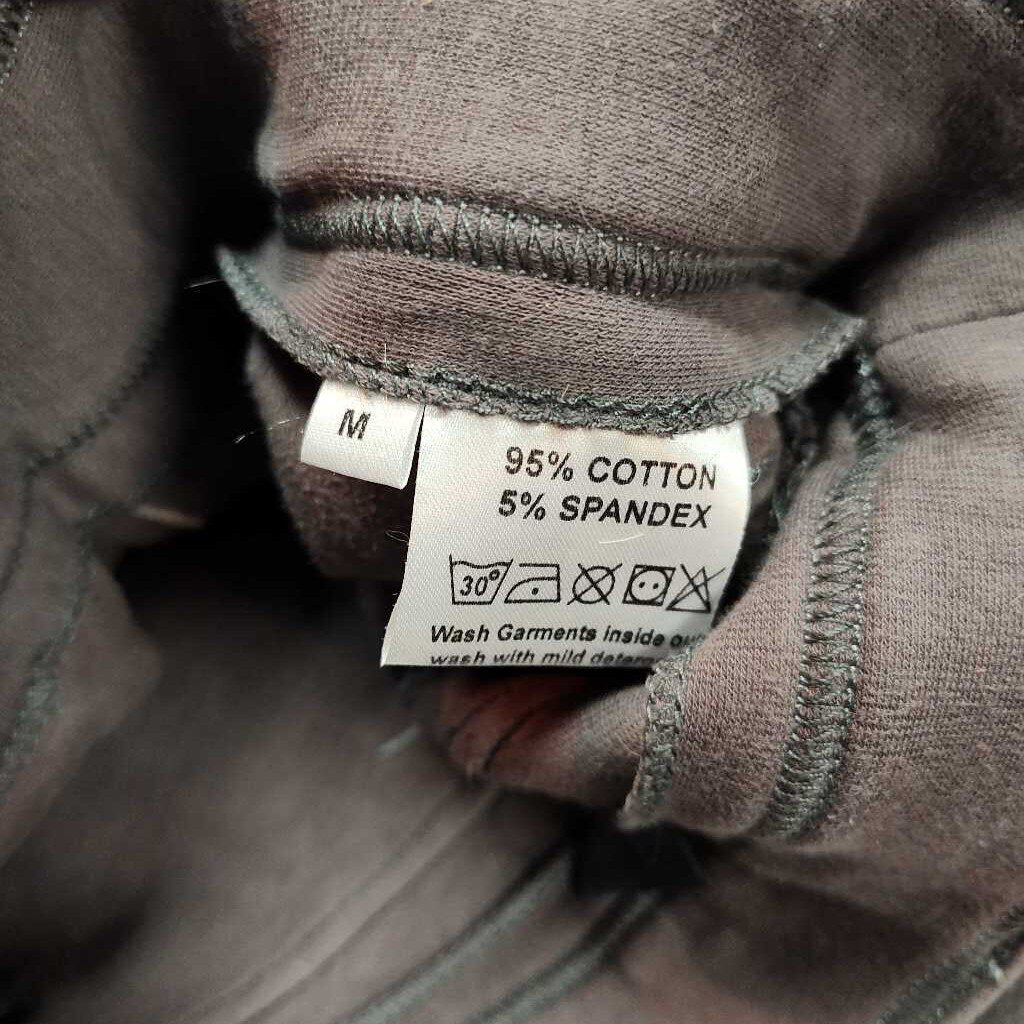 M
95% COTTON
5% SPANDEX
30°
Wash Garments inside
wash with mild